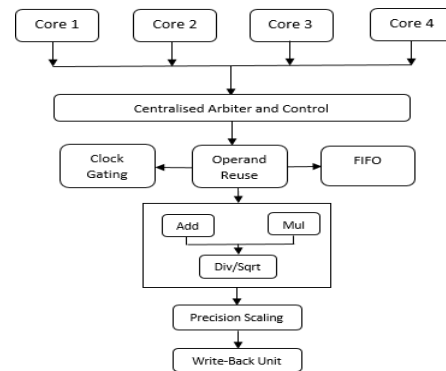 Core 1
Core 2
Core 3
Core 4
Centralised Arbiter and Control
Clock
Gating
Operand
Reuse
FIFO
Add
Mul
Div/Sqrt
Precision Scaling
Write-Back Unit